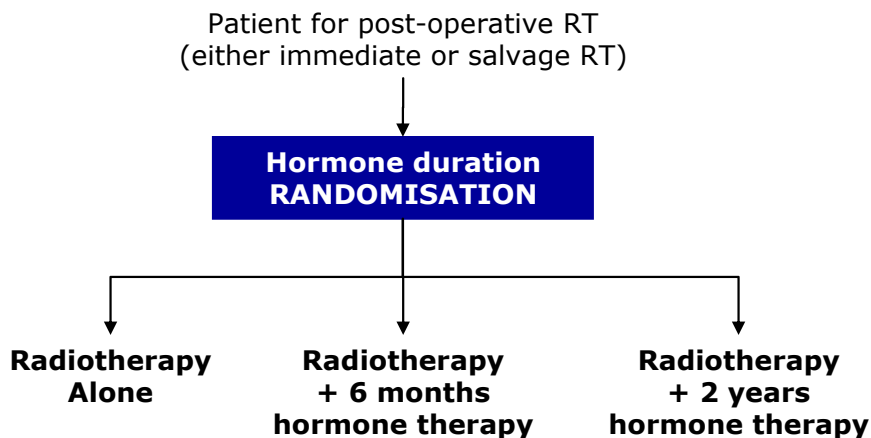 Patient for post-operative RT
(either immediate or salvage RT)
Hormone duration
RANDOMISATION
Radiotherapy
Alone
Radiotherapy
+ 6 months
hormone therapy
Radiotherapy
+ 2 years
hormone therapy